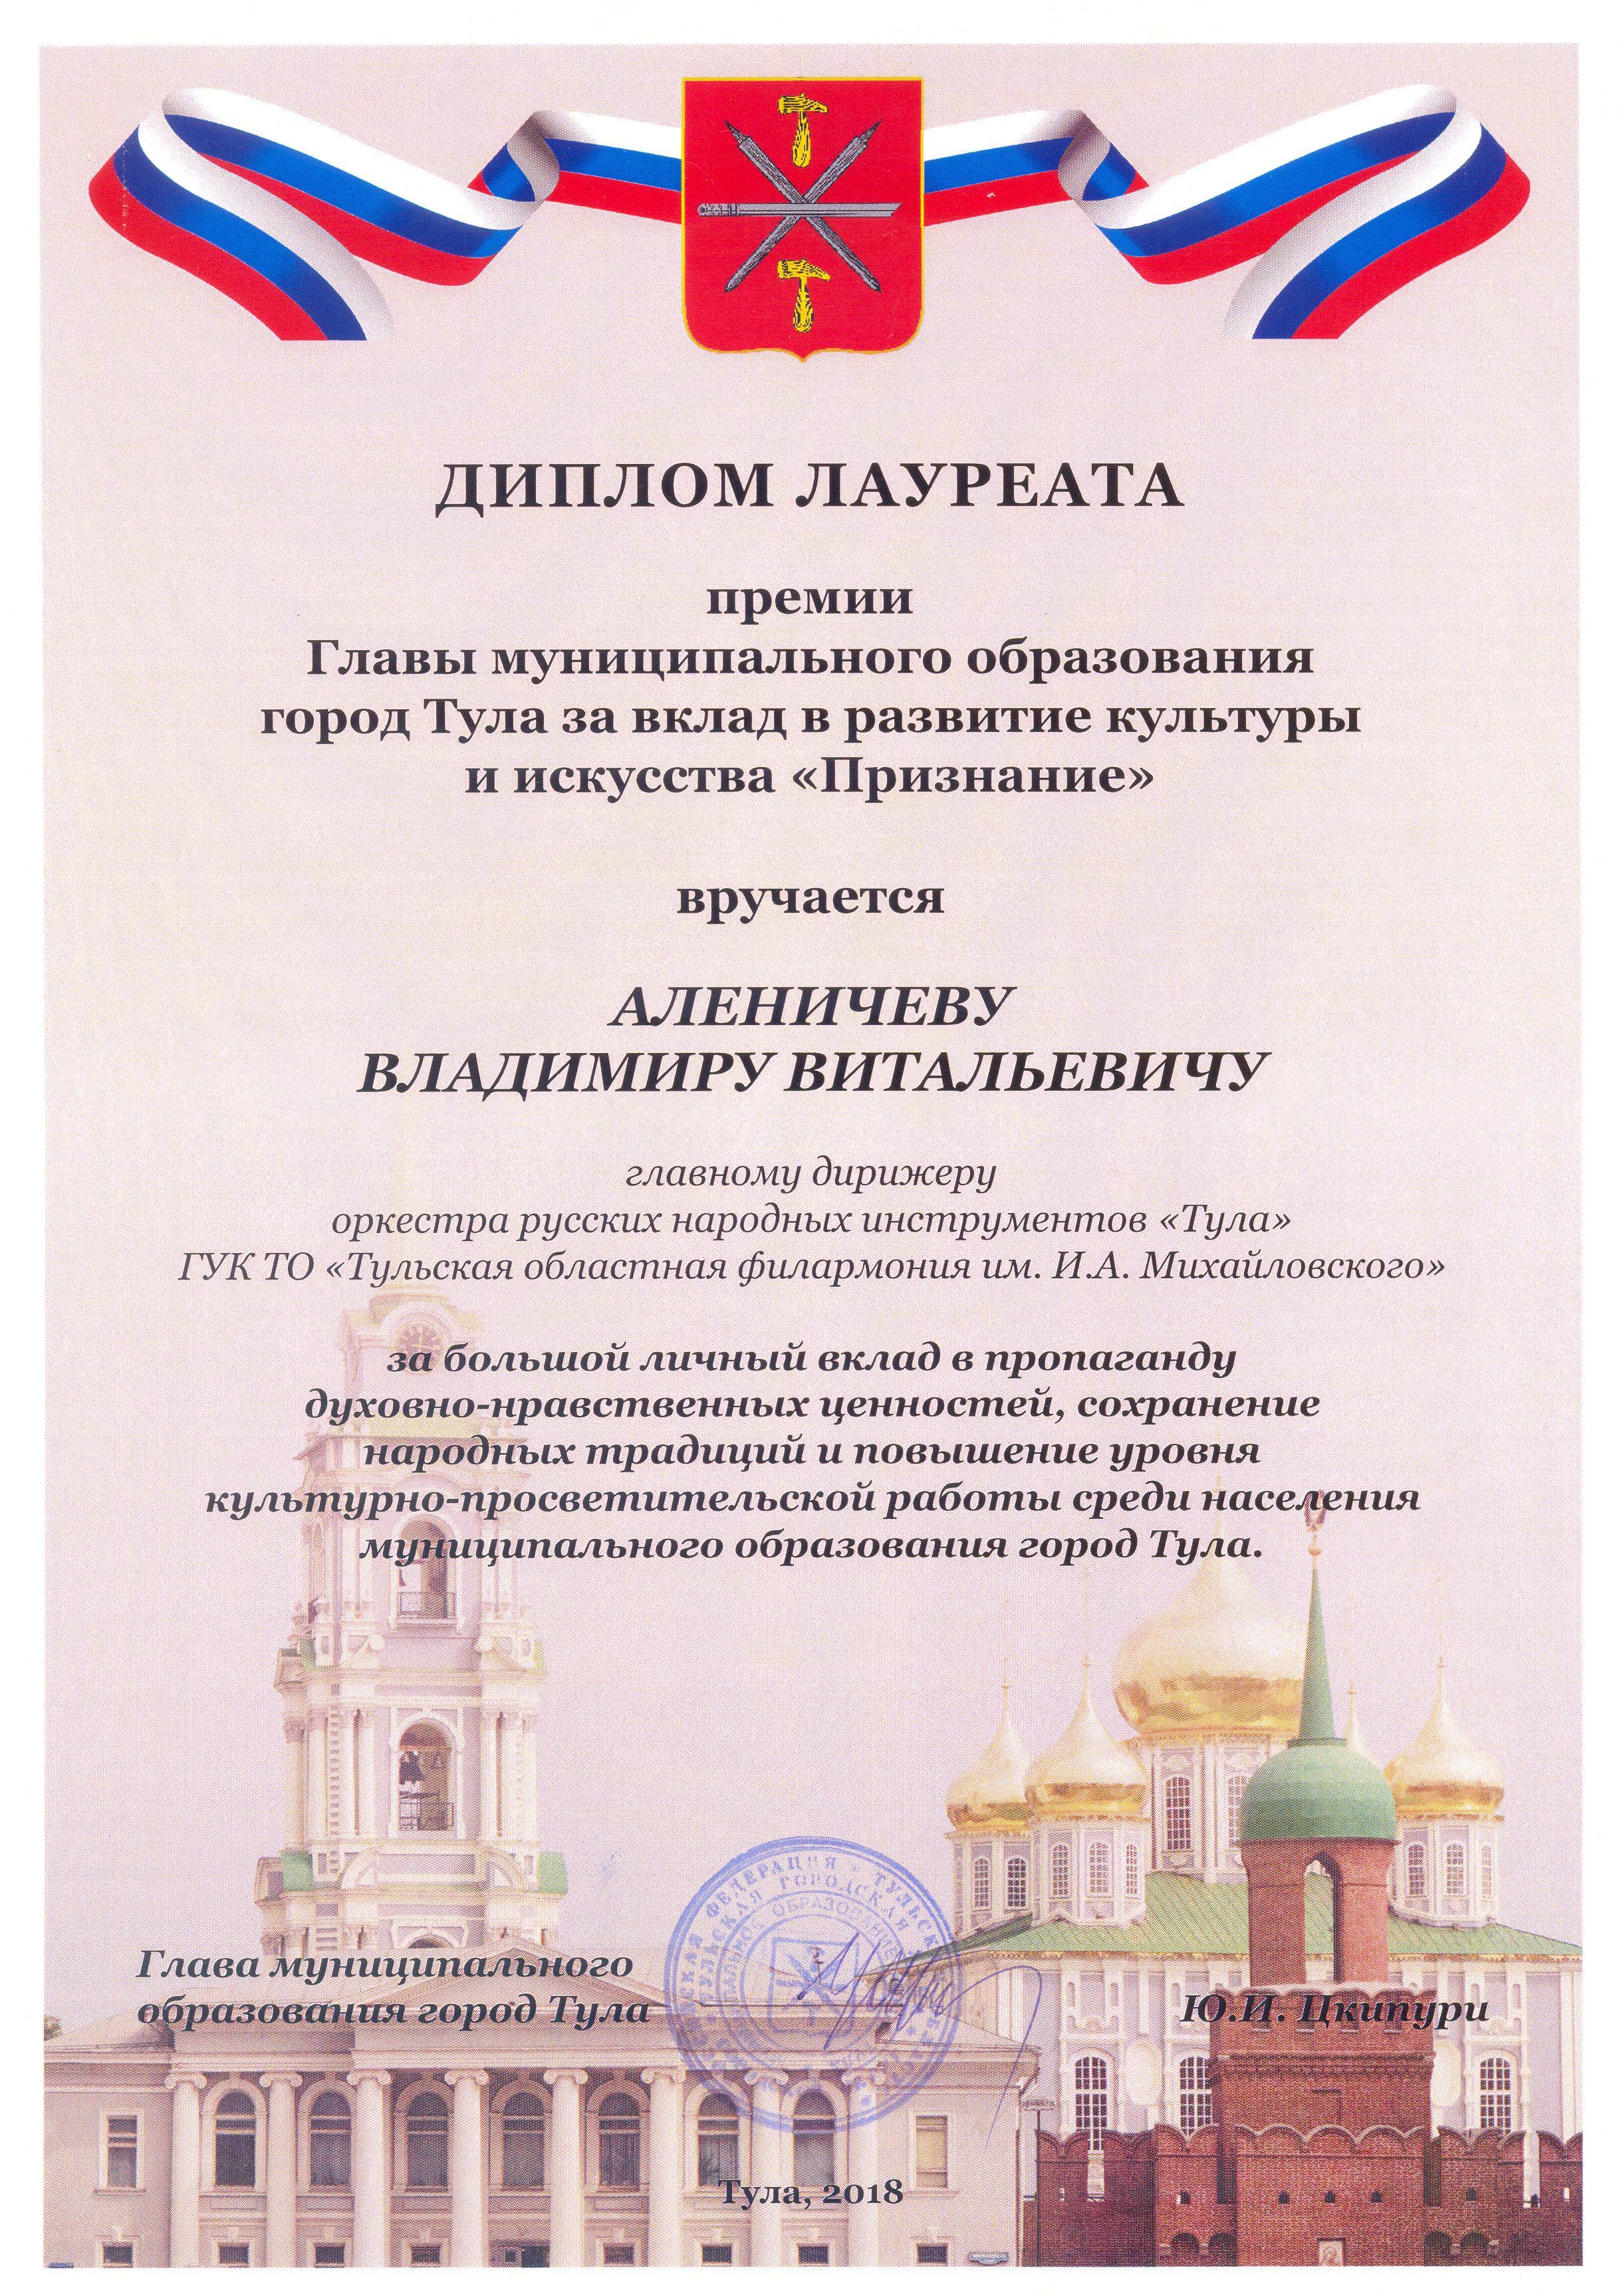 ДИПЛОМ ЛАУРЕАТА
премии
Главы муниципального образования
город Тула за вклад в развитие культуры
и искусства «Признание»
вручается
АЛЕНИЧЕВУ
ВЛАДИМИРУ ВИТАЛЬЕВИЧУ
главному дирижеру
оркестра русских народных инструментов «Тула»
ГУК ТО «Тульская областная филармония им. И.А. Михайловского»
за большой личный вклад в пропаганду
духовно-нравственных ценностей, сохранение
народных традиций и повышение уровня
культурно-просветительской работы среди населения
муниципального образования город Тула.
Глава муниципального
образования город Тула
Ю.И. Цкипури
ФЕДЕРАЦИЯ
ТУЛЬСКАЯ ГОРОДСКАЯ
ОБРАЗОВАНИЕ
Тула, 2018